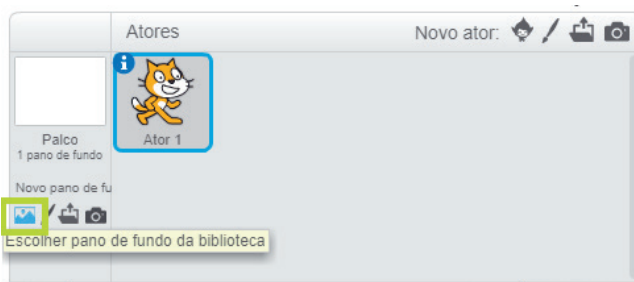 Atores
Novo ator:
Ator 1
Palco
1 pano de fundo
Novo pano de fu
Escolher pano de fundo da biblioteca